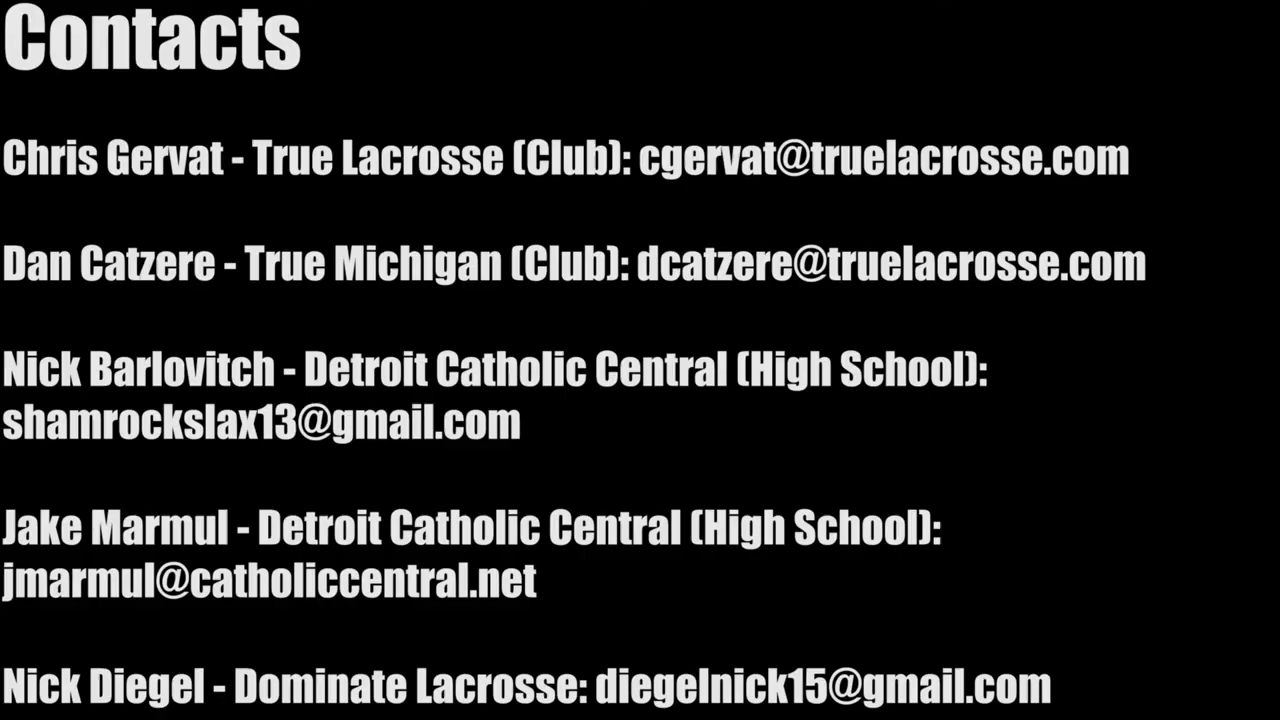 Contacts
Chris Gervat - True Lacrosse (Club): cgervat@truelacrosse.com
Dan Catzere - True Michigan (Club): dcatzere@truelacrosse.com
Nick Barlovitch - Detroit Catholic Central (High School):
shamrockslax13@gmail.com
Jake Marmul - Detroit Catholic Central (High School):
jmarmul@catholiccentral.net
Nick Diegel - Dominate Lacrosse: diegelnick15@gmail.com